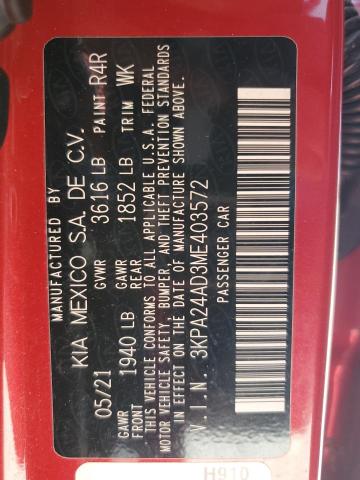 MANUFACTURED BY
KIA MEXICO S.A. DE C.V.
05/21 GVWR 3616 LB PAINT R4R
GAWR FRONT 1940 LB GAWR REAR 1852 LB TRIM WK
THIS VEHICLE CONFORMS TO ALL APPLICABLE U.S.A. FEDERAL
MOTOR VEHICLE SAFETY, BUMPER, AND THEFT PREVENTION STANDARDS
IN EFFECT ON THE DATE OF MANUFACTURE SHOWN ABOVE.
V.I.N. 3KPA24AD3ME403572
PASSENGER CAR
H910